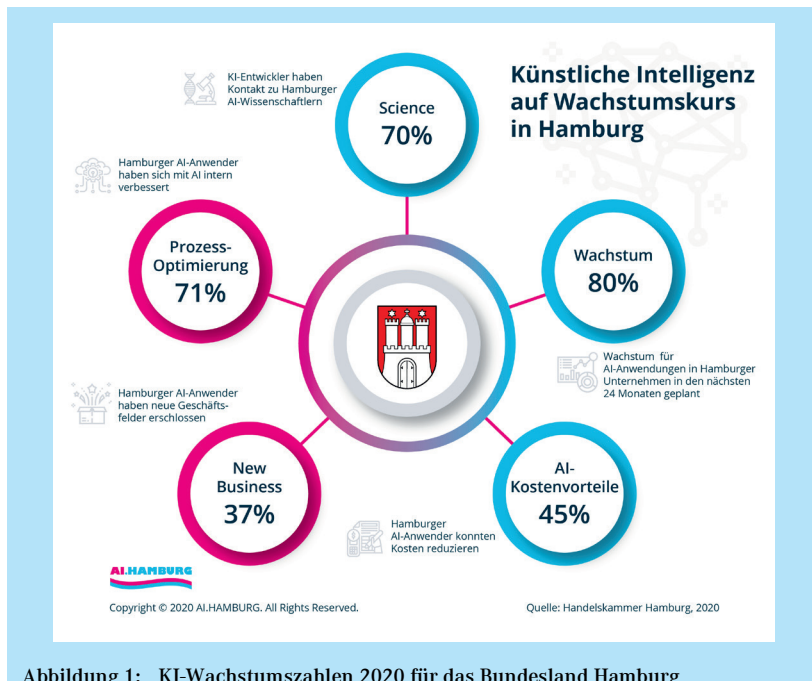 Künstliche Intelligenz
auf Wachstumskurs
in Hamburg
KI-Entwickler haben
Kontakt zu Hamburger
AI-Wissenschaftlern
Science
70%
Hamburger AI-Anwender
haben sich mit AI intern
verbessert
Prozess-
Optimierung
71%
Wachstum
80%
Wachstum für
AI-Anwendungen in Hamburger
Unternehmen in den nächsten
24 Monaten geplant
Hamburger AI-Anwender
haben neue Geschäfts-
felder erschlossen
New
Business
37%
AI-
Kostenvorteile
45%
Hamburger
AI-Anwender konnten
Kosten reduzieren
AI.HAMBURG
Copyright © 2020 AI.HAMBURG. All Rights Reserved.
Quelle: Handelskammer Hamburg, 2020
Abbildung 1: KI-Wachstumszahlen 2020 für das Bundesland Hamburg